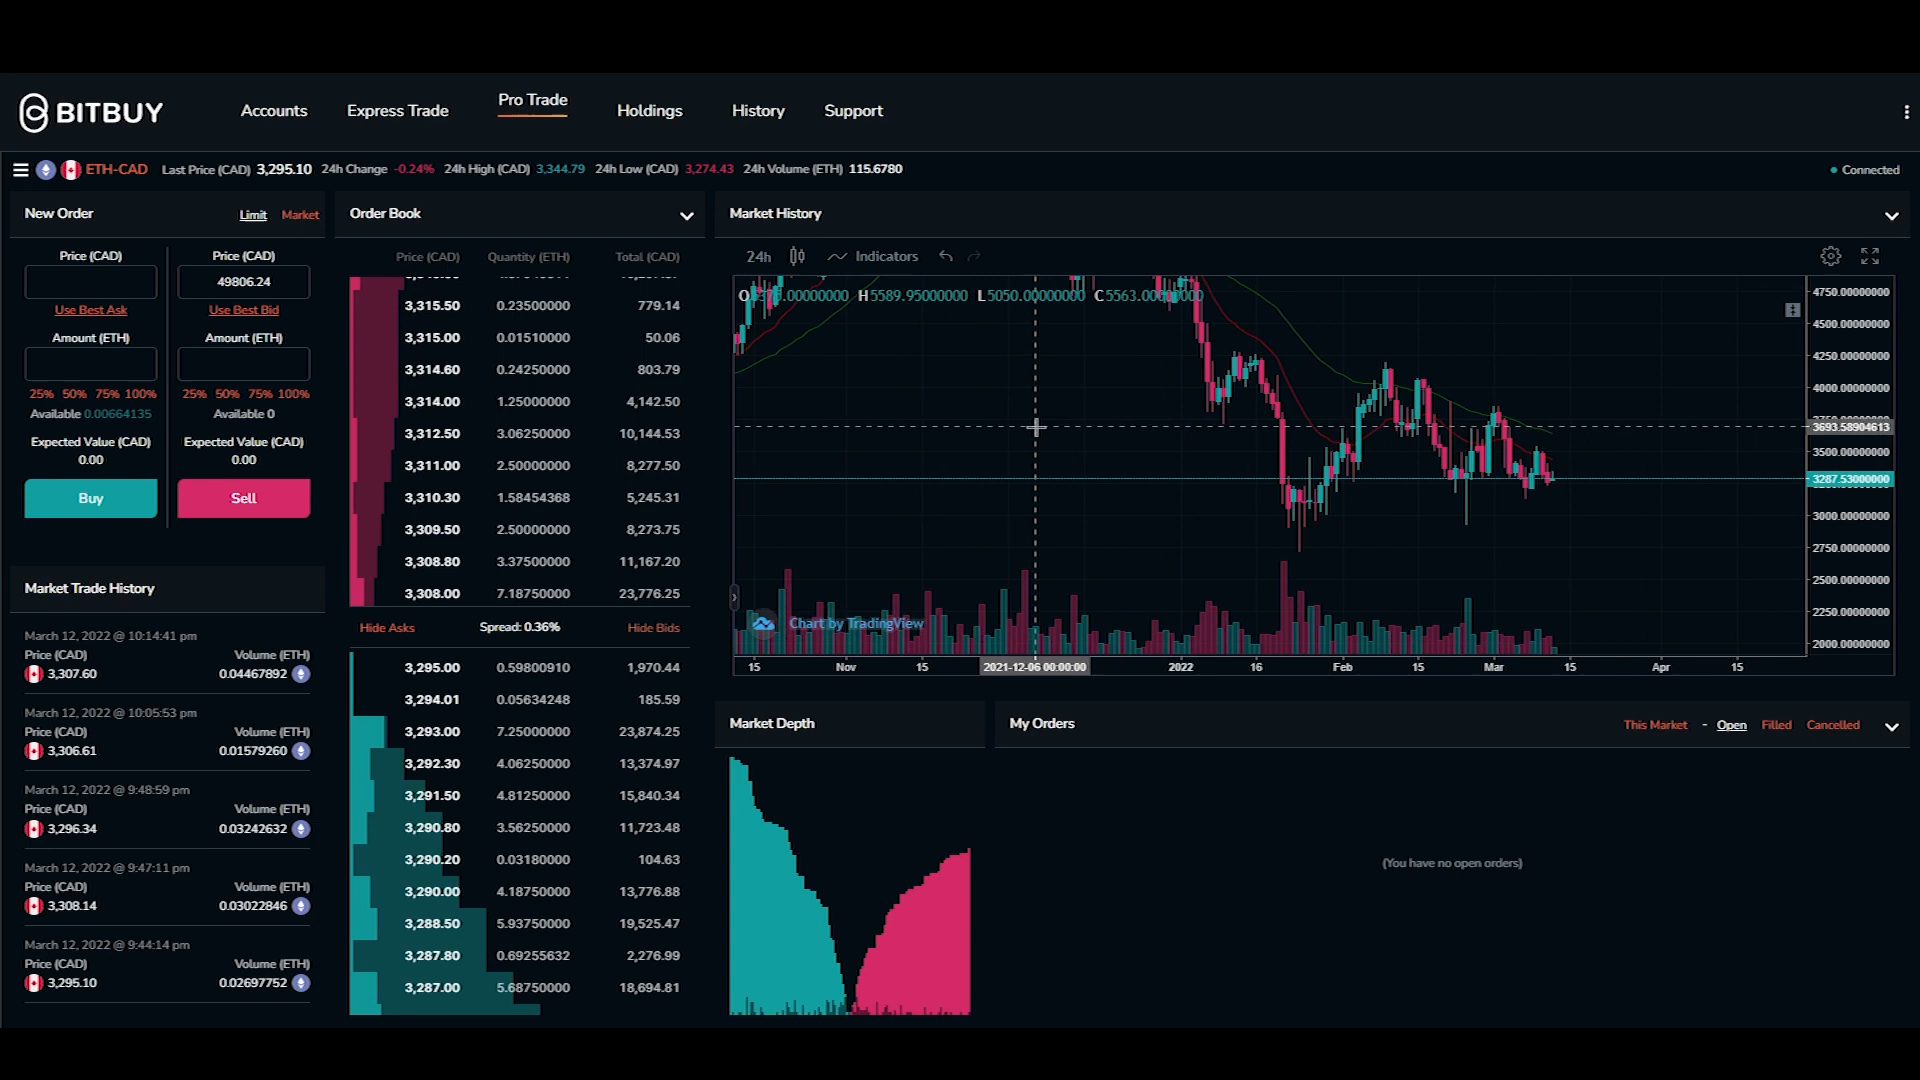 BITBUY
Accounts Express Trade Pro Trade Holdings History Support
ETH-CAD Last Price (CAD) 3,295.10 24h Change -0.24% 24h High (CAD) 3,344.79 24h Low (CAD) 3,274.43 24h Volume (ETH) 115.6780 Connected
New Order Limit Market
Price (CAD) Price (CAD)
49806.24
Use Best Ask Use Best Bid
Amount (ETH) Amount (ETH)
25% 50% 75% 100% 25% 50% 75% 100%
Available 0.00664135 Available 0
Expected Value (CAD) Expected Value (CAD)
0.00 0.00
Buy Sell
Market Trade History
March 12, 2022 @ 10:14:41 pm
Price (CAD) Volume (ETH)
3,307.60 0.04467892
March 12, 2022 @ 10:05:53 pm
Price (CAD) Volume (ETH)
3,306.61 0.01579260
March 12, 2022 @ 9:48:59 pm
Price (CAD) Volume (ETH)
3,296.34 0.03242632
March 12, 2022 @ 9:47:11 pm
Price (CAD) Volume (ETH)
3,308.14 0.03022846
March 12, 2022 @ 9:44:14 pm
Price (CAD) Volume (ETH)
3,295.10 0.02697752
Order Book
Price (CAD) Quantity (ETH) Total (CAD)
3,315.50 0.23500000 779.14
3,315.00 0.01510000 50.06
3,314.60 0.24250000 803.79
3,314.00 1.25000000 4,142.50
3,312.50 3.06250000 10,144.53
3,311.00 2.50000000 8,277.50
3,310.30 1.58454368 5,245.31
3,309.50 2.50000000 8,273.75
3,308.80 3.37500000 11,167.20
3,308.00 7.18750000 23,776.25
Hide Asks Spread: 0.36% Hide Bids
3,295.00 0.59800910 1,970.44
3,294.01 0.05634248 185.59
3,293.00 7.25000000 23,874.25
3,292.30 4.06250000 13,374.97
3,291.50 4.81250000 15,840.34
3,290.80 3.56250000 11,723.48
3,290.20 0.03180000 104.63
3,290.00 4.18750000 13,776.88
3,288.50 5.93750000 19,525.47
3,287.80 0.69255632 2,276.99
3,287.00 5.68750000 18,694.81
Market History
24h Indicators
H5589.95000000 L5050.00000000
4750.00000000
4500.00000000
4250.00000000
4000.00000000
3693.58904613
3500.00000000
3287.53000000
3000.00000000
2750.00000000
2500.00000000
2250.00000000
2000.00000000
Chart by TradingView
15 Nov 15 2021-12-06 00:00:00 2022 16 Feb 15 Mar 15 Apr 15
Market Depth
My Orders This Market - Open Filled Cancelled
(You have no open orders)